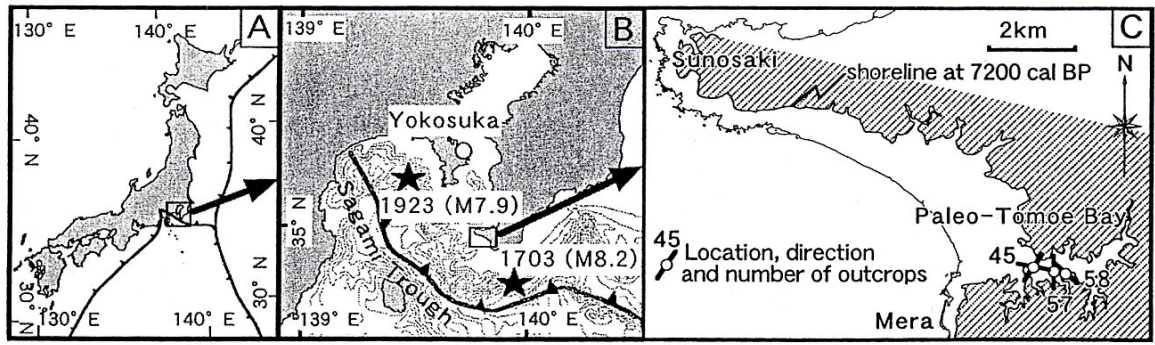 130° E
140° E
A
40° N
40° N
30° N
30° N
130° E
140° E
139° E
140° E
B
Yokosuka
1923 (M7.9)
35° N
Sagami Trough
1703 (M8.2)
139° E
140° E
2km
C
Sunosaki
shoreline at 7200 cal BP
N
Paleo-Tomoe Bay
45
Location, direction
and number of outcrops
45
58
57
Mera